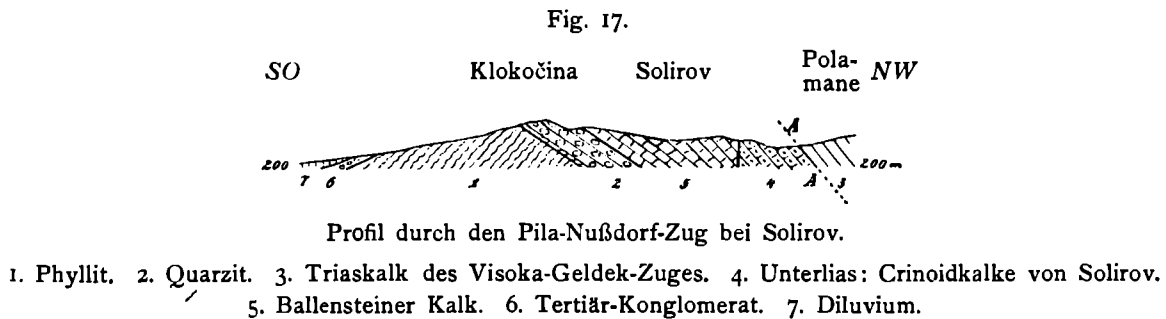 Fig. 17.
SO Klokočina Solirov Pola-
mane NW
A
200 200 m
7 6 1 2 5 4 A 3
Profil durch den Pila-Nußdorf-Zug bei Solirov.
1. Phyllit. 2. Quarzit. 3. Triaskalk des Visoka-Geldek-Zuges. 4. Unterlias: Crinoidkalke von Solirov.
5. Ballensteiner Kalk. 6. Tertiär-Konglomerat. 7. Diluvium.